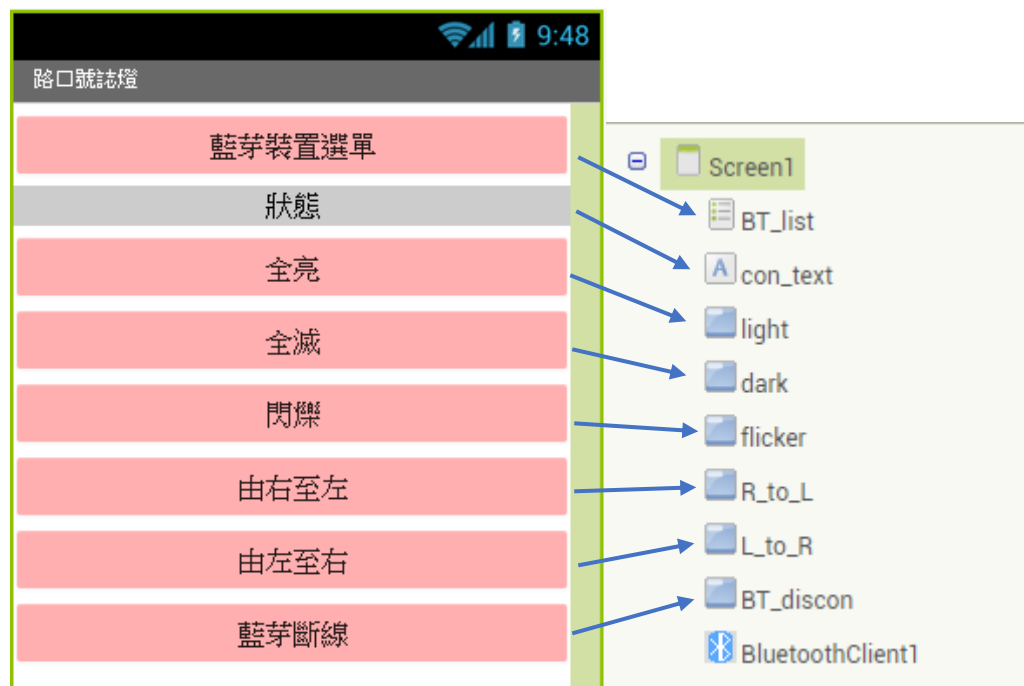 9:48
路口號誌燈
藍芽裝置選單
狀態
全亮
全滅
閃爍
由右至左
由左至右
藍芽斷線
Screen1
BT_list
A con_text
light
dark
flicker
R_to_L
L_to_R
BT_discon
BluetoothClient1